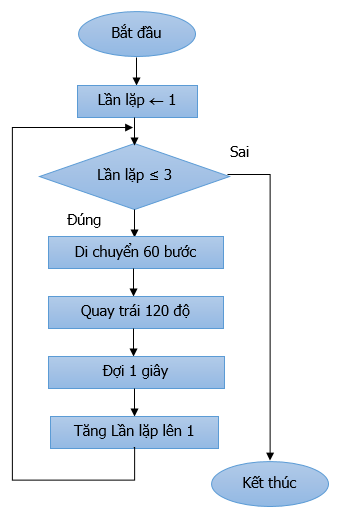 Bắt đầu
Lần lặp ← 1
Lần lặp ≤ 3
Sai
Đúng
Di chuyển 60 bước
Quay trái 120 độ
Đợi 1 giây
Tăng Lần lặp lên 1
Kết thúc